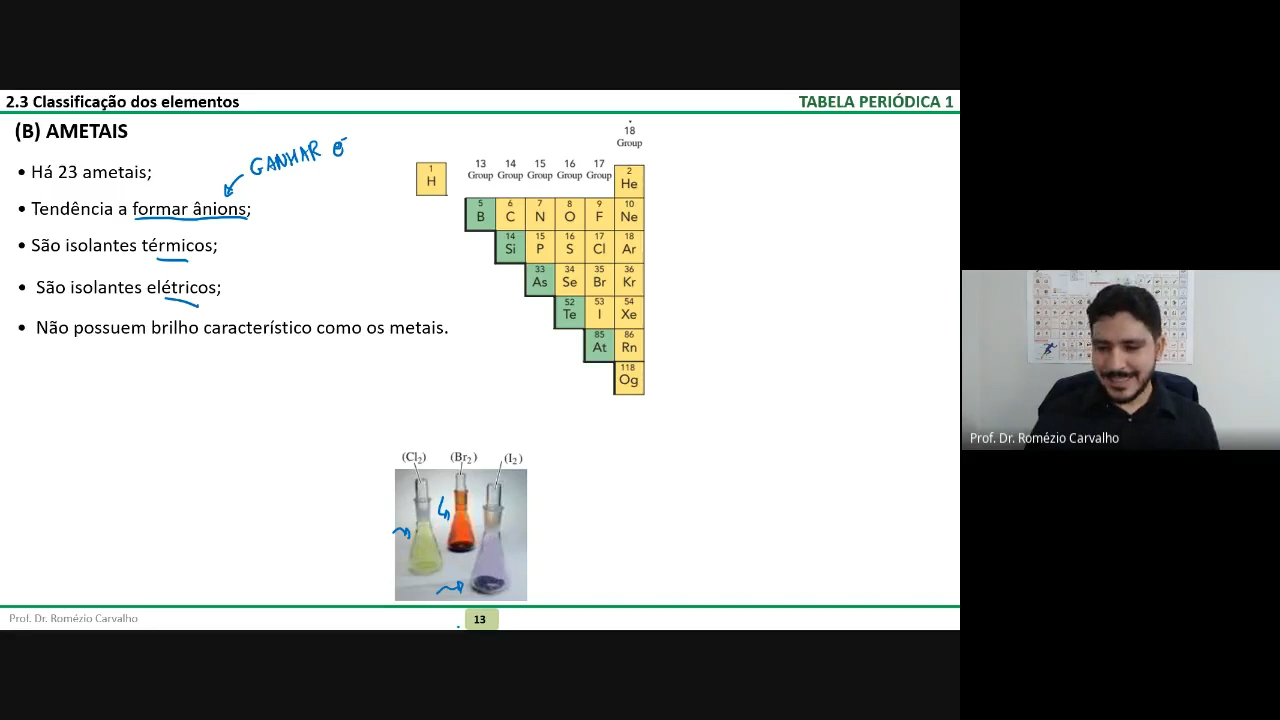 2.3 Classificação dos elementos
TABELA PERIÓDICA 1
(B) AMETAIS
• Há 23 ametais;
GANHAR e-
• Tendência a formar ânions;
• São isolantes térmicos;
• São isolantes elétricos;
• Não possuem brilho característico como os metais.
18
Group
13 14 15 16 17
Group Group Group Group Group
1
H
2
He
5 6 7 8 9 10
B C N O F Ne
14 15 16 17 18
Si P S Cl Ar
33 34 35 36
As Se Br Kr
52 53 54
Te I Xe
85 86
At Rn
118
Og
(Cl2) (Br2) (I2)
Prof. Dr. Romézio Carvalho
Prof. Dr. Romézio Carvalho
13